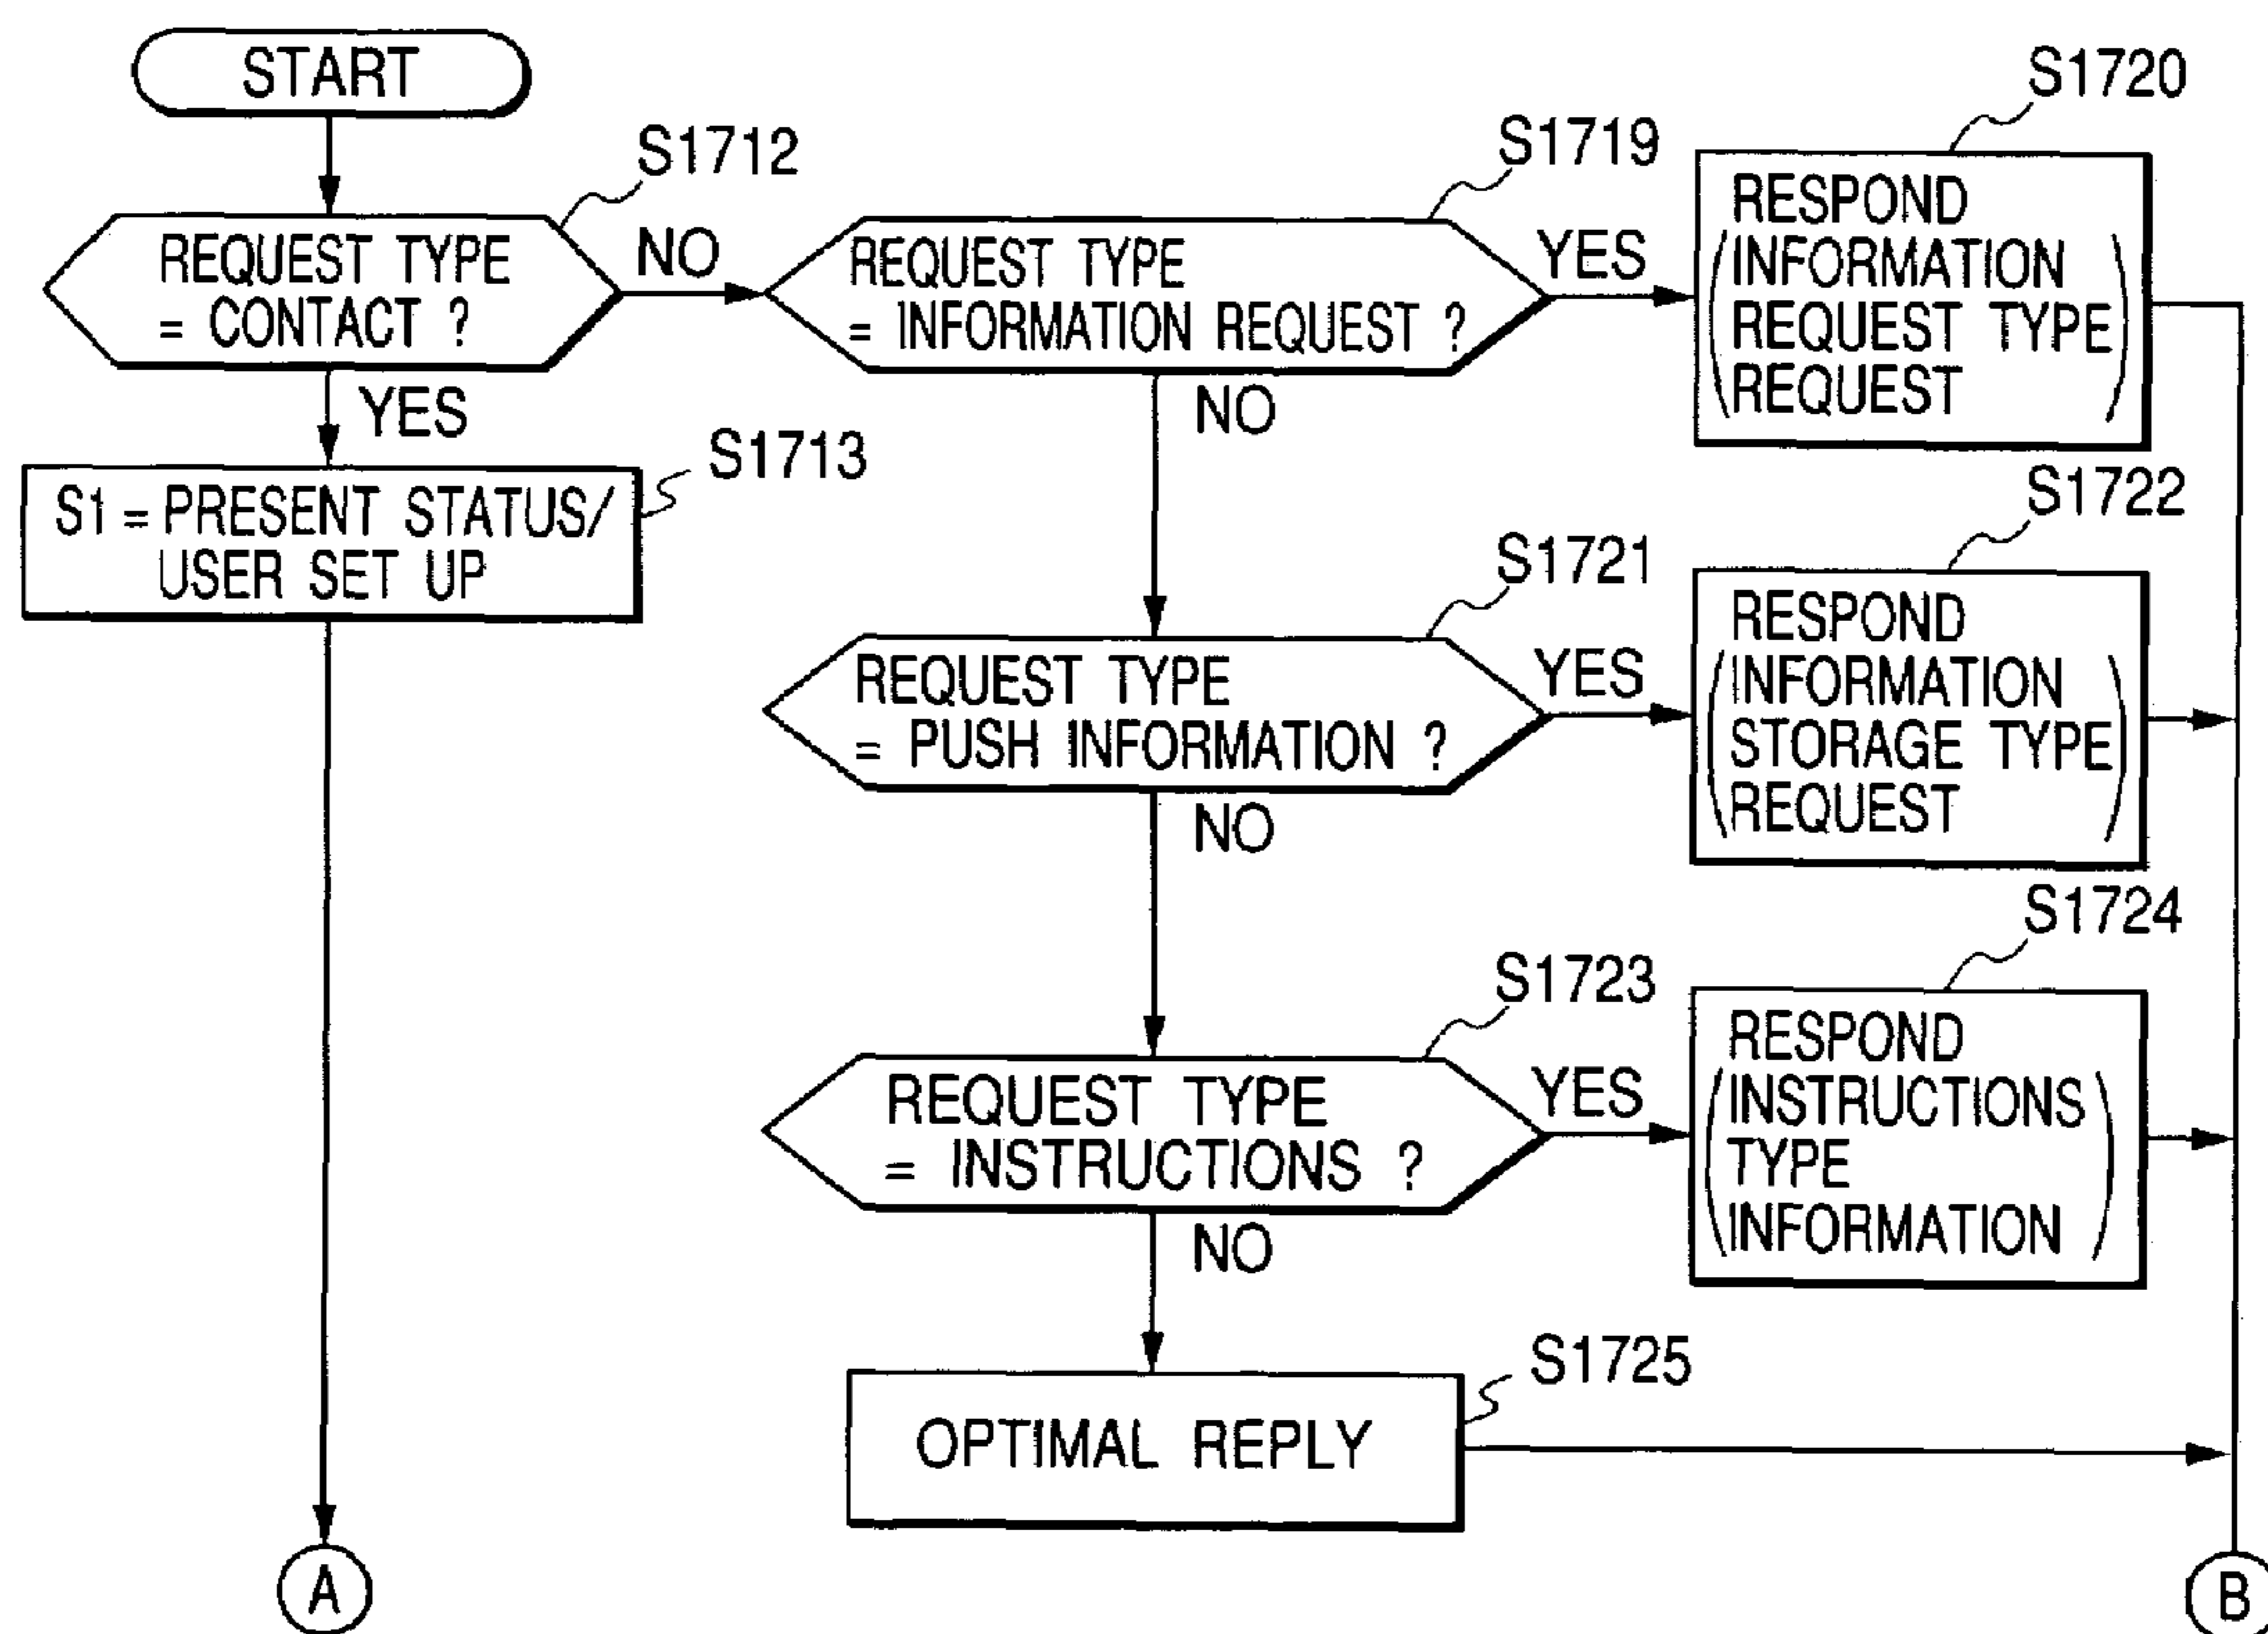 START
S1712
REQUEST TYPE
= CONTACT ?
NO
YES
S1713
S1 = PRESENT STATUS/
USER SET UP
A
S1719
REQUEST TYPE
= INFORMATION REQUEST ?
YES
NO
S1720
RESPOND
(INFORMATION
REQUEST TYPE
REQUEST)
S1721
REQUEST TYPE
= PUSH INFORMATION ?
YES
NO
S1722
RESPOND
(INFORMATION
STORAGE TYPE
REQUEST)
S1723
REQUEST TYPE
= INSTRUCTIONS ?
YES
NO
S1724
RESPOND
(INSTRUCTIONS
TYPE
INFORMATION)
S1725
OPTIMAL REPLY
B